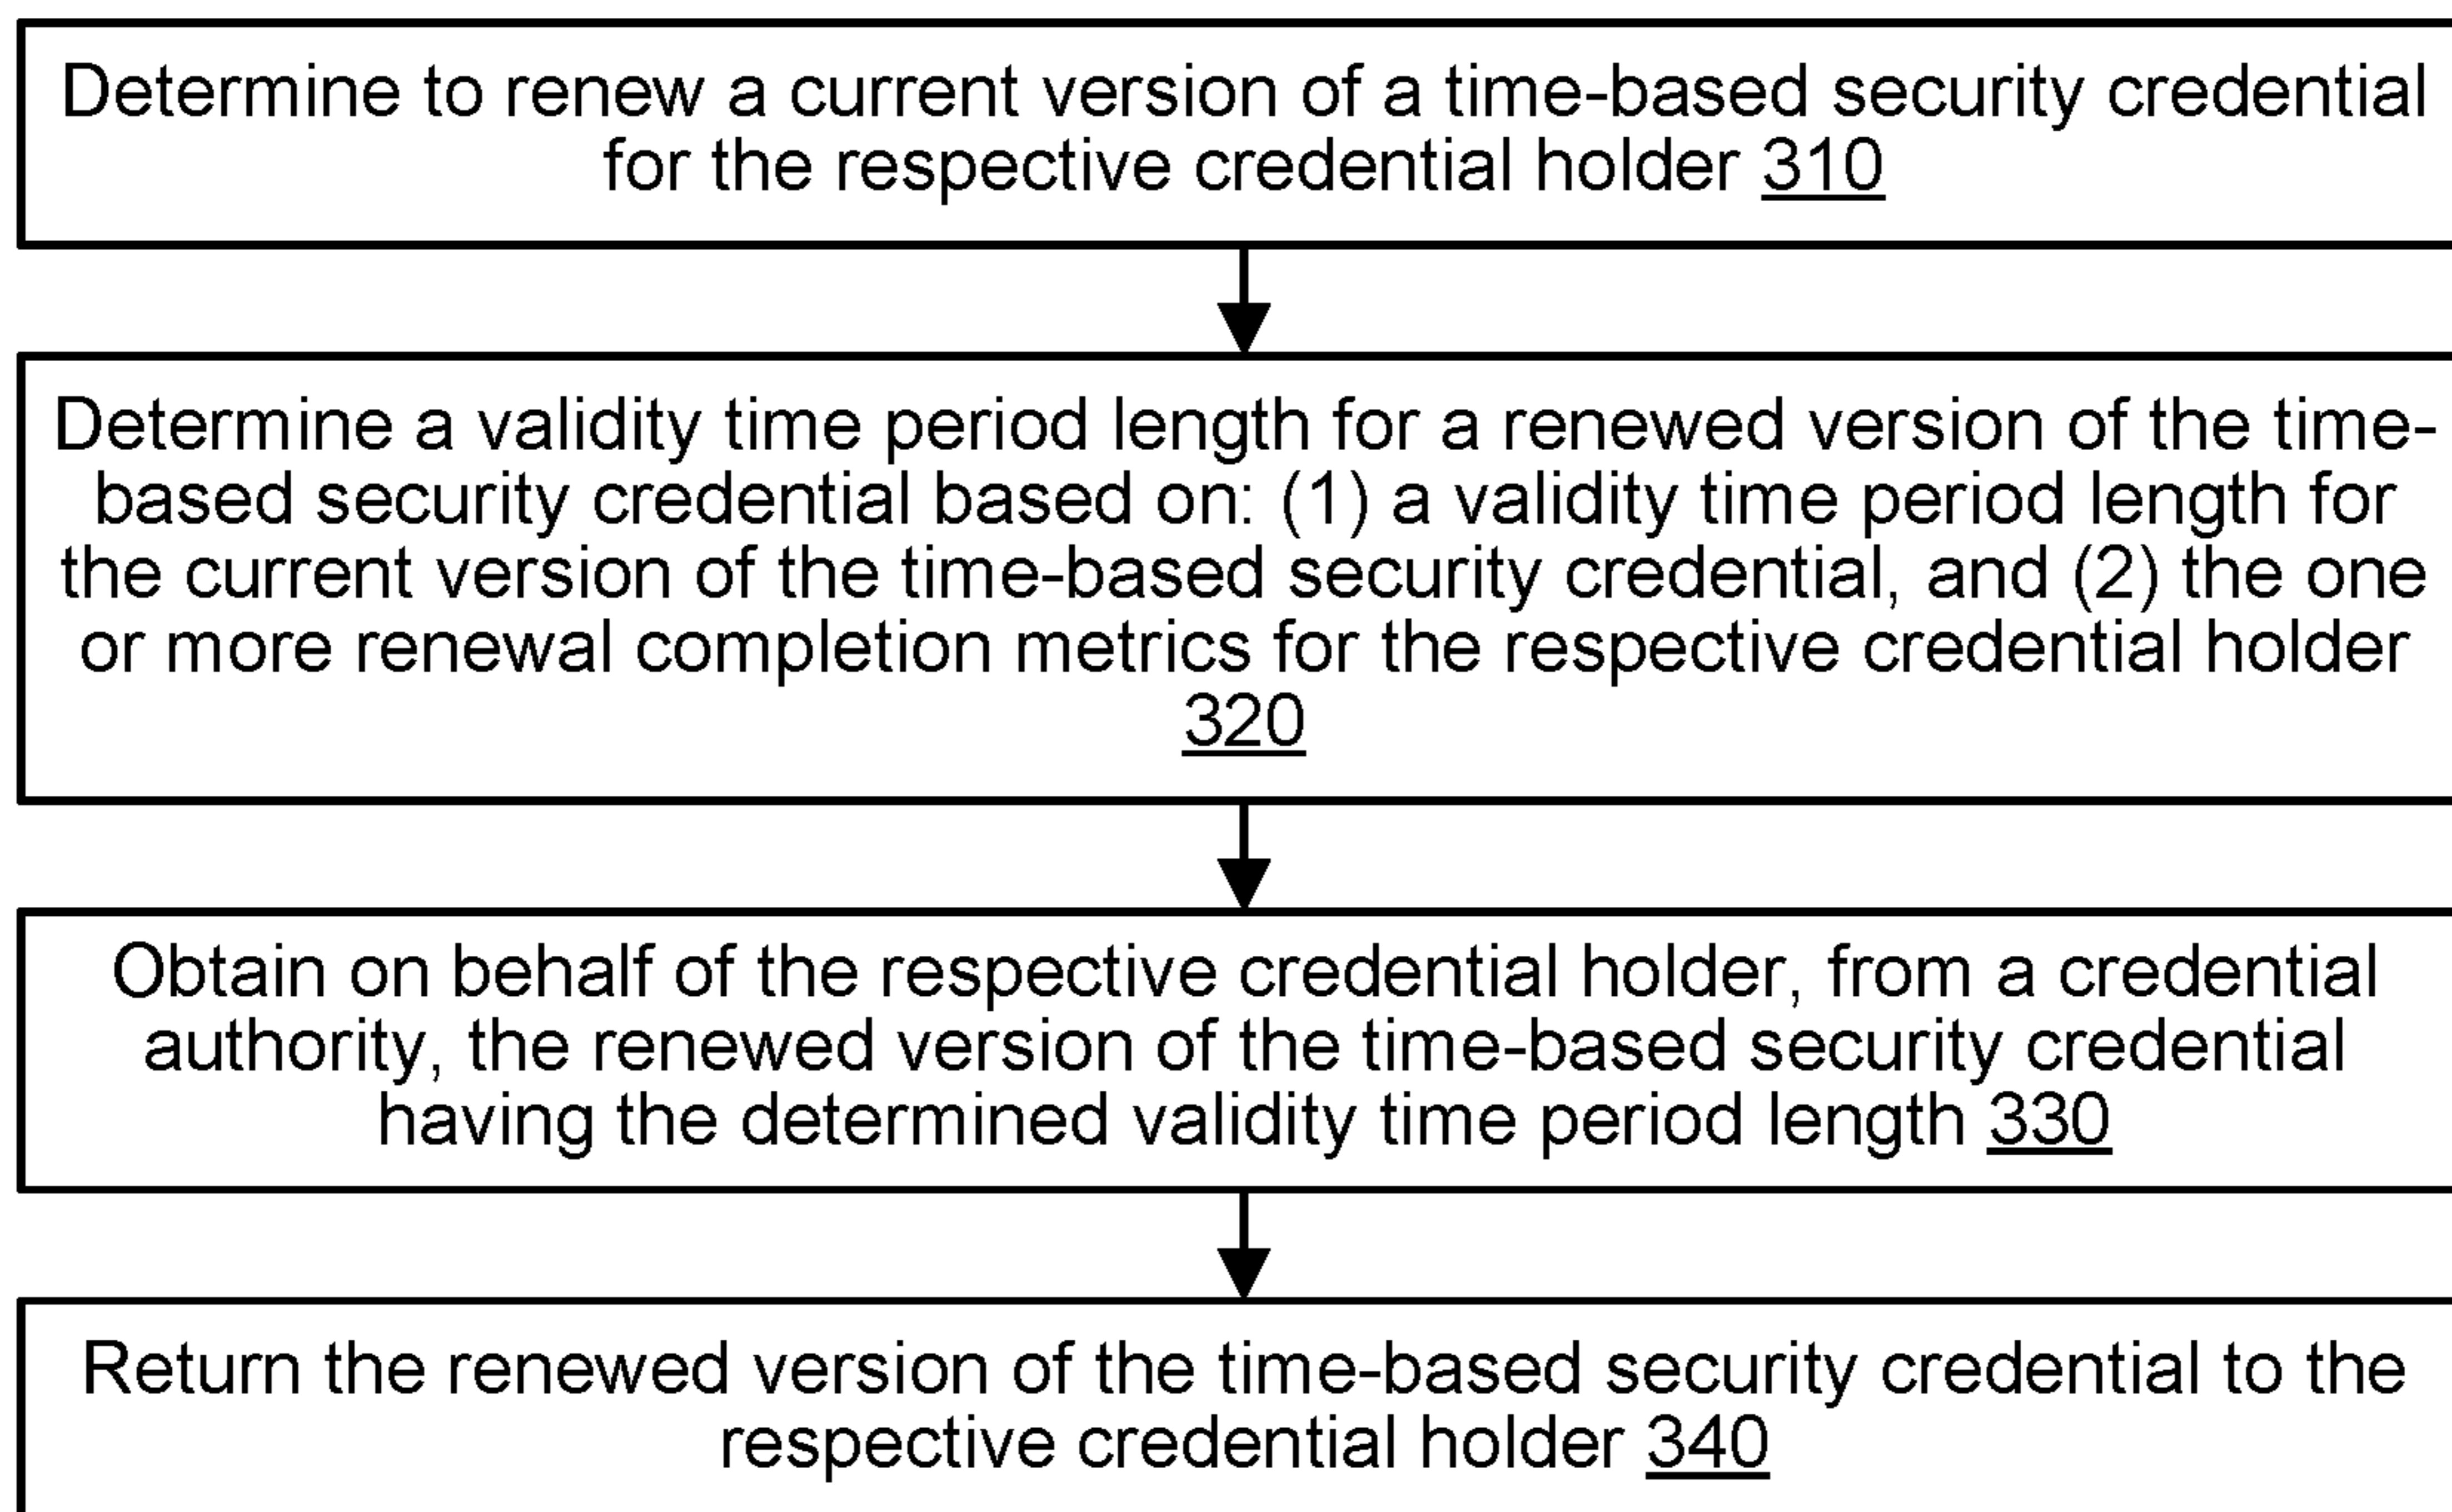 Determine to renew a current version of a time-based security credential
for the respective credential holder 310
Determine a validity time period length for a renewed version of the time-
based security credential based on: (1) a validity time period length for
the current version of the time-based security credential, and (2) the one
or more renewal completion metrics for the respective credential holder
320
Obtain on behalf of the respective credential holder, from a credential
authority, the renewed version of the time-based security credential
having the determined validity time period length 330
Return the renewed version of the time-based security credential to the
respective credential holder 340